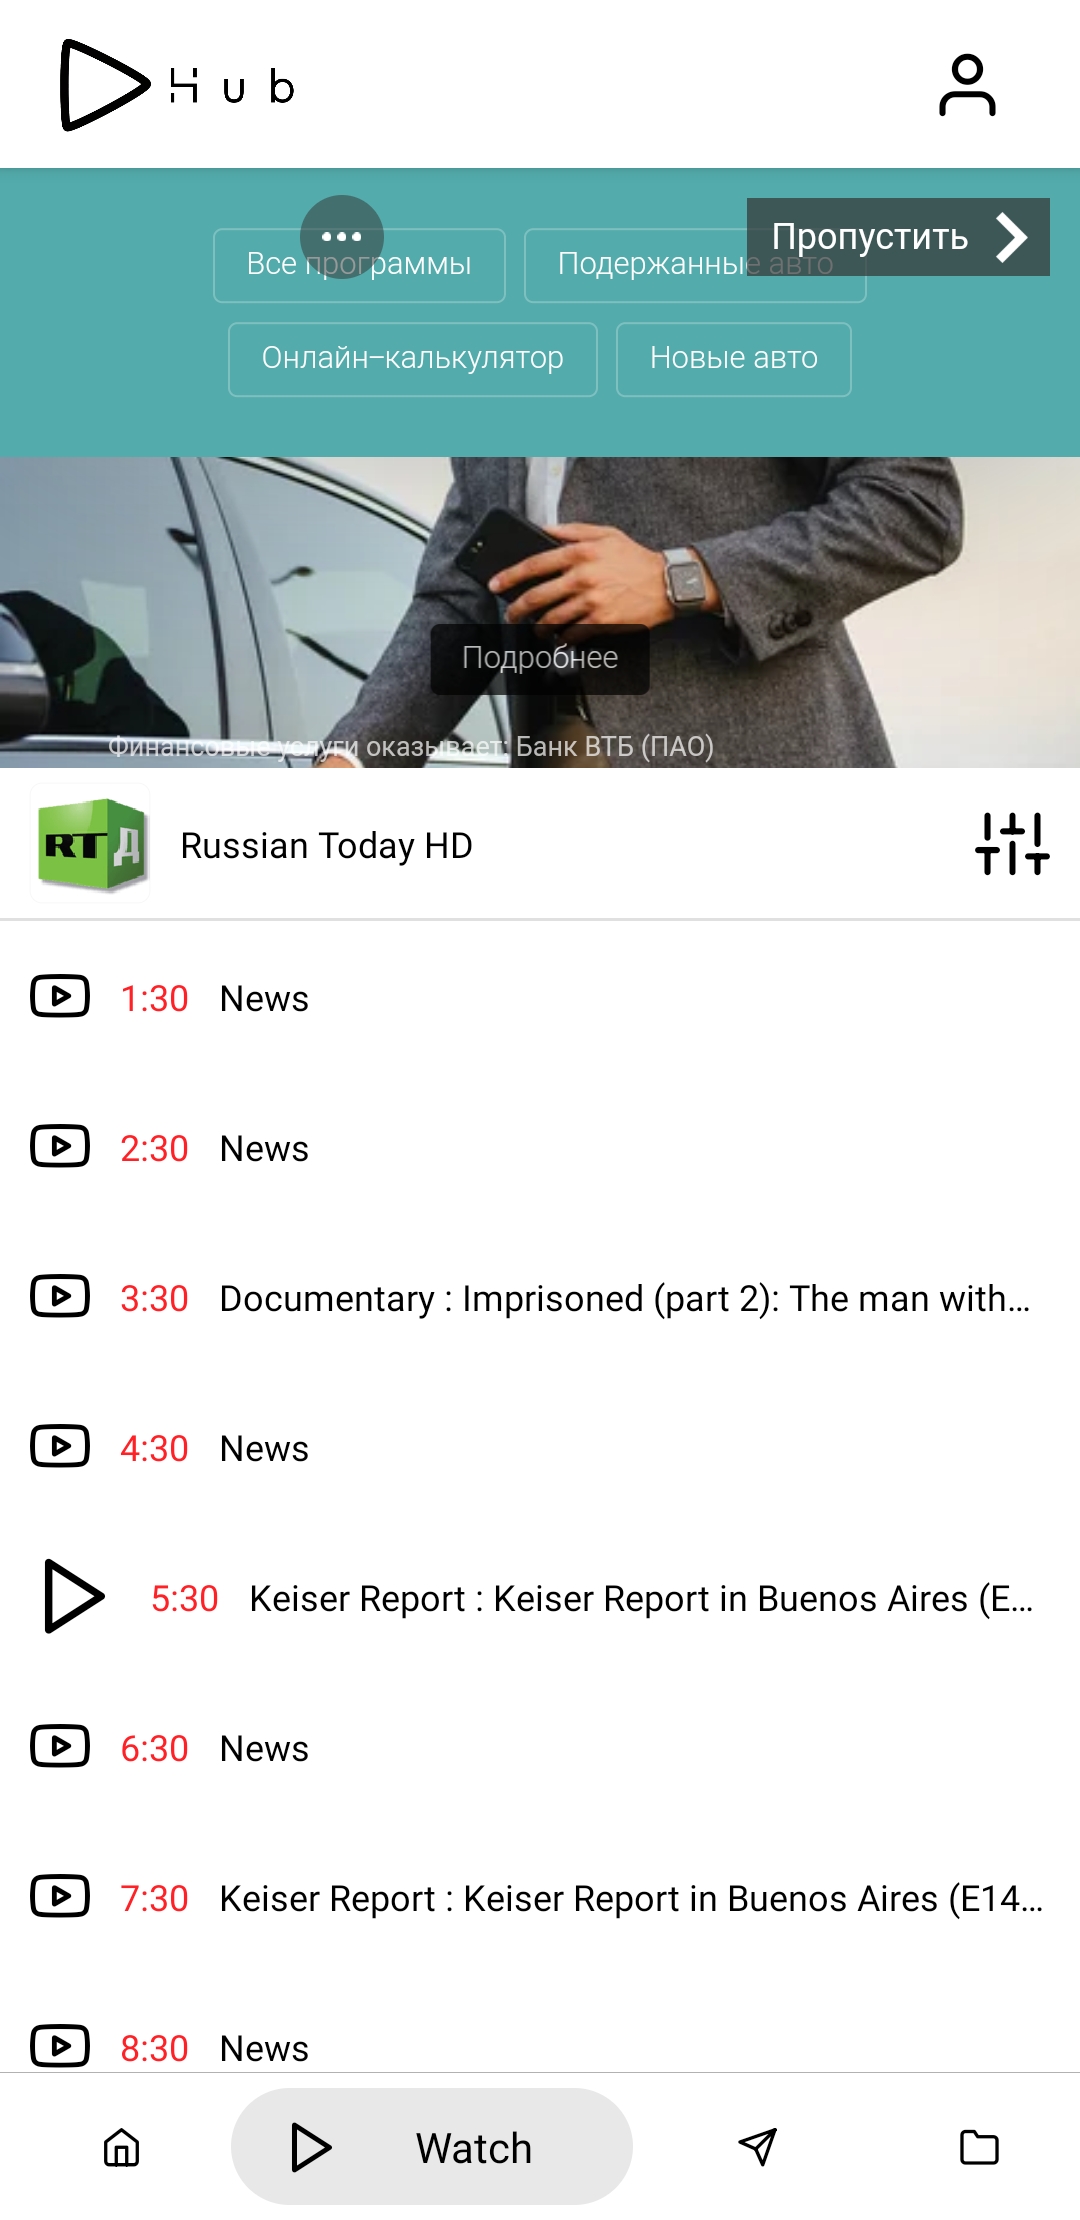 Hub
Пропустить
Все программы
Подержанные авто
Онлайн-калькулятор
Новые авто
Подробнее
Финансовые услуги оказывает: Банк ВТБ (ПАО)
RTД
Russian Today HD
1:30 News
2:30 News
3:30 Documentary : Imprisoned (part 2): The man with...
4:30 News
5:30 Keiser Report : Keiser Report in Buenos Aires (E...
6:30 News
7:30 Keiser Report : Keiser Report in Buenos Aires (E14...
8:30 News
Watch